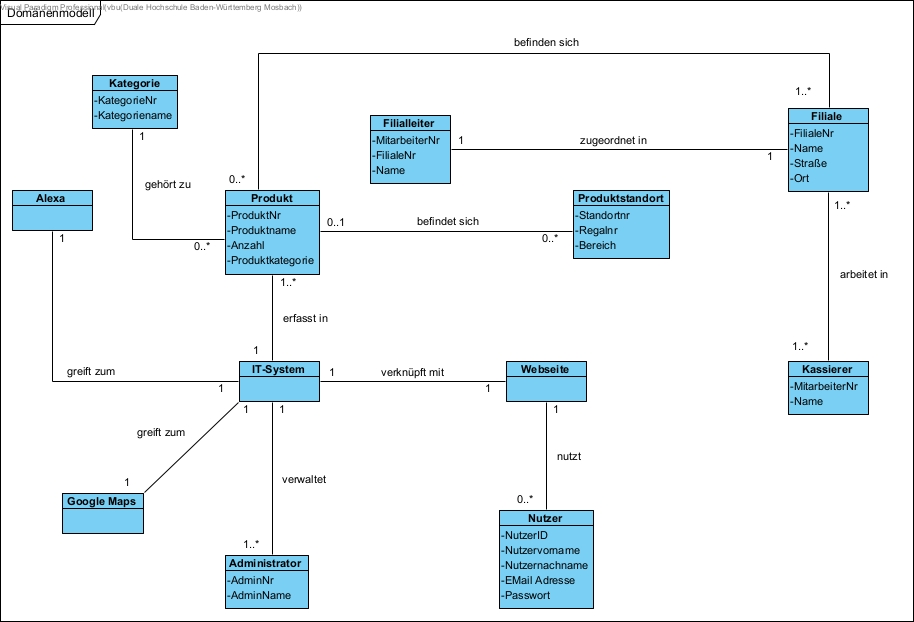 Visual Paradigm Professional(vbu(Duale Hochschule Baden-Württemberg Mosbach))
Domänenmodell
befinden sich
1..*
Kategorie
-KategorieNr
-Kategoriename
1
gehört zu
0..*
Filialleiter
-MitarbeiterNr
-FilialeNr
-Name
1
zugeordnet in
1
Filiale
-FilialeNr
-Name
-Straße
-Ort
1..*
0..*
Alexa
1
Produkt
-ProduktNr
-Produktname
-Anzahl
-Produktkategorie
0..1
befindet sich
0..*
Produktstandort
-Standortnr
-Regalnr
-Bereich
1..*
erfasst in
1
arbeitet in
1..*
greift zum
1
IT-System
1
verknüpft mit
1
Webseite
Kassierer
-MitarbeiterNr
-Name
1
1
1
greift zum
1
verwaltet
nutzt
Google Maps
1..*
0..*
Administrator
-AdminNr
-AdminName
Nutzer
-NutzerID
-Nutzervorname
-Nutzernachname
-EMail Adresse
-Passwort